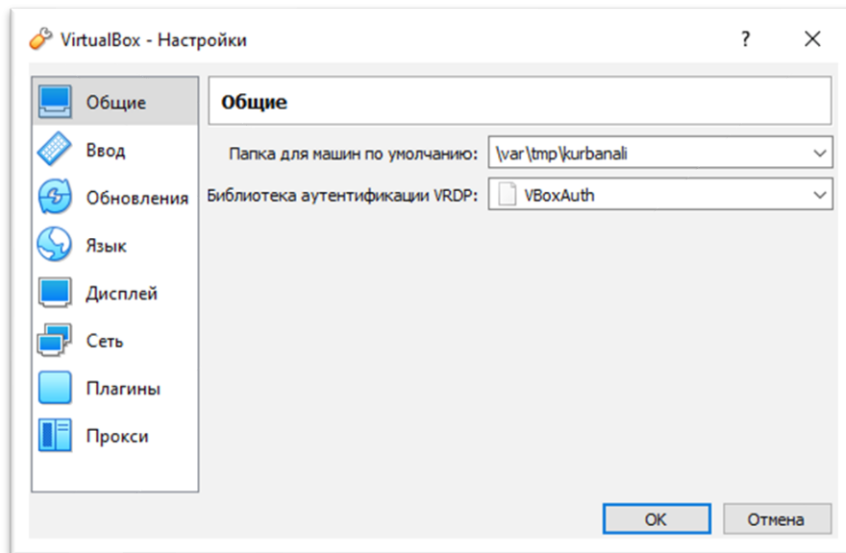 VirtualBox - Настройки
?
Общие
Ввод
Обновления
Язык
Дисплей
Сеть
Плагины
Прокси
Общие
Папка для машин по умолчанию: \var\tmp\kurbanali
Библиотека аутентификации VRDP: VBoxAuth
OK
Отмена